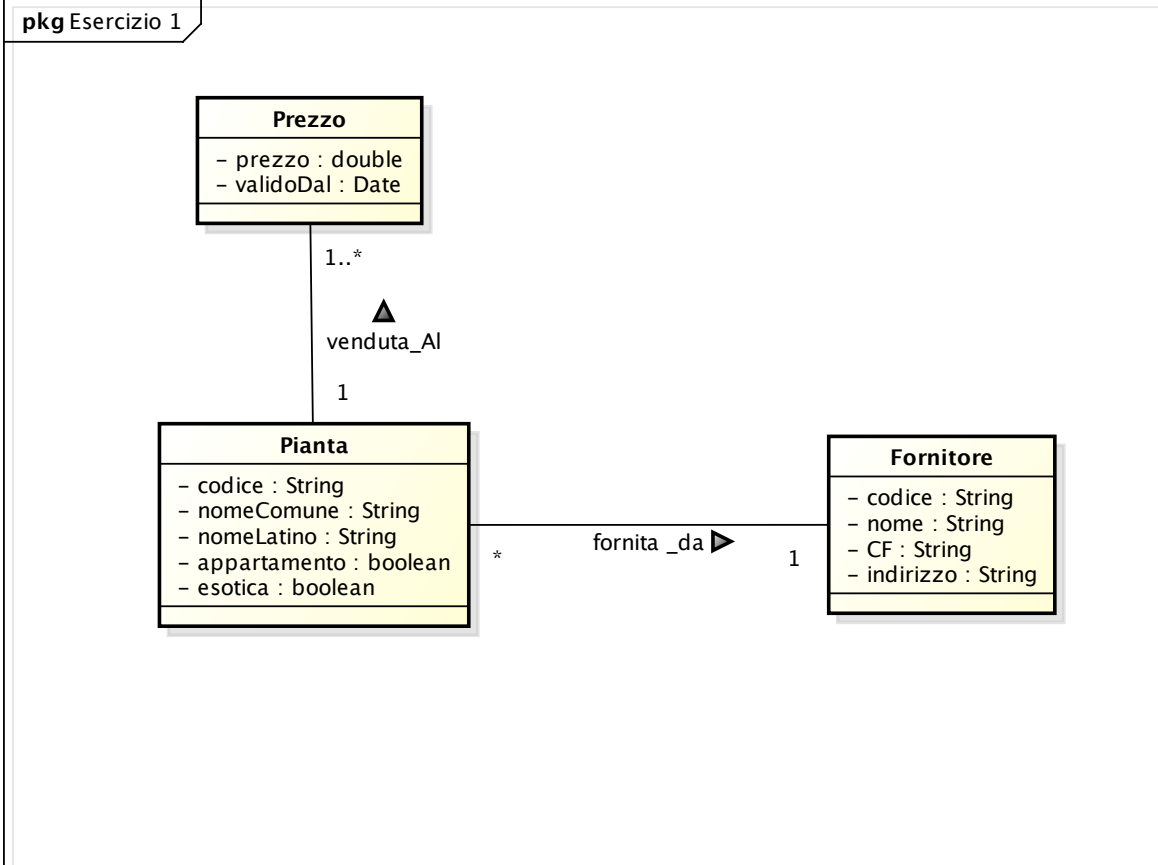 pkg Esercizio 1
Prezzo
- prezzo : double
- validoDal : Date
1..*
venduta_Al
1
Pianta
- codice : String
- nomeComune : String
- nomeLatino : String
- appartamento : boolean
- esotica : boolean
*
fornita _da
1
Fornitore
- codice : String
- nome : String
- CF : String
- indirizzo : String